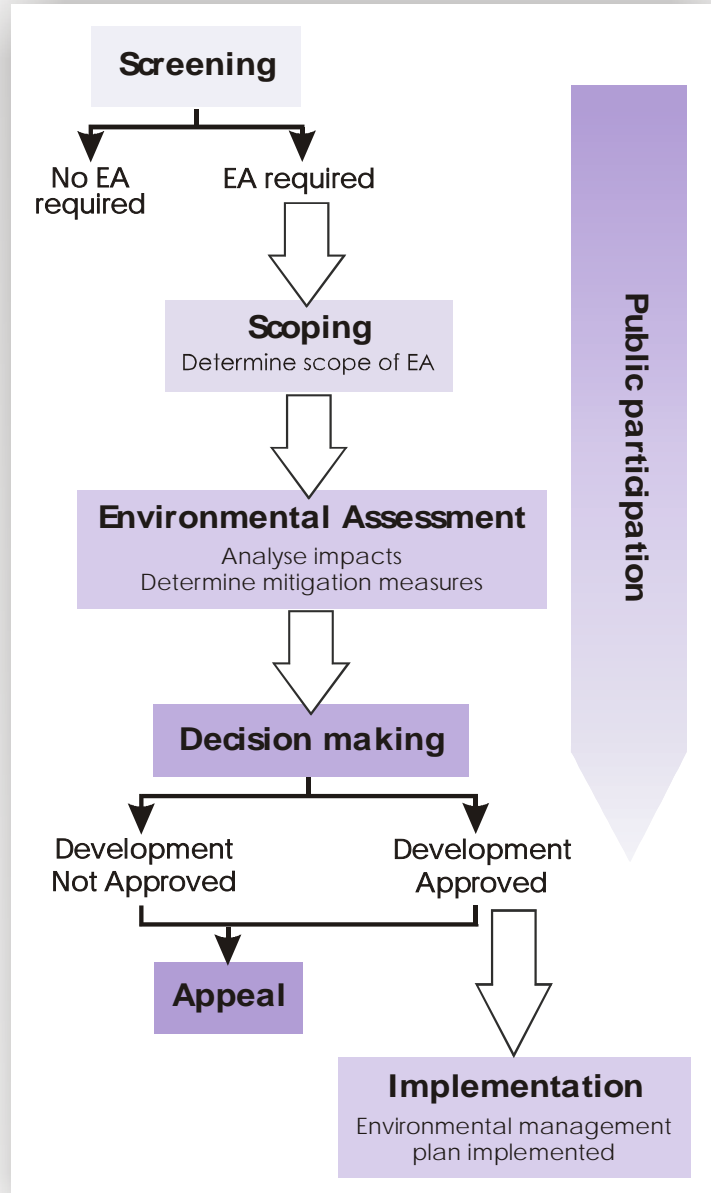 Screening
No EA
required
EA required
Scoping
Determine scope of EA
Environmental Assessment
Analyse impacts
Determine mitigation measures
Decision making
Development
Not Approved
Development
Approved
Appeal
Implementation
Environmental management
plan implemented
Public participation